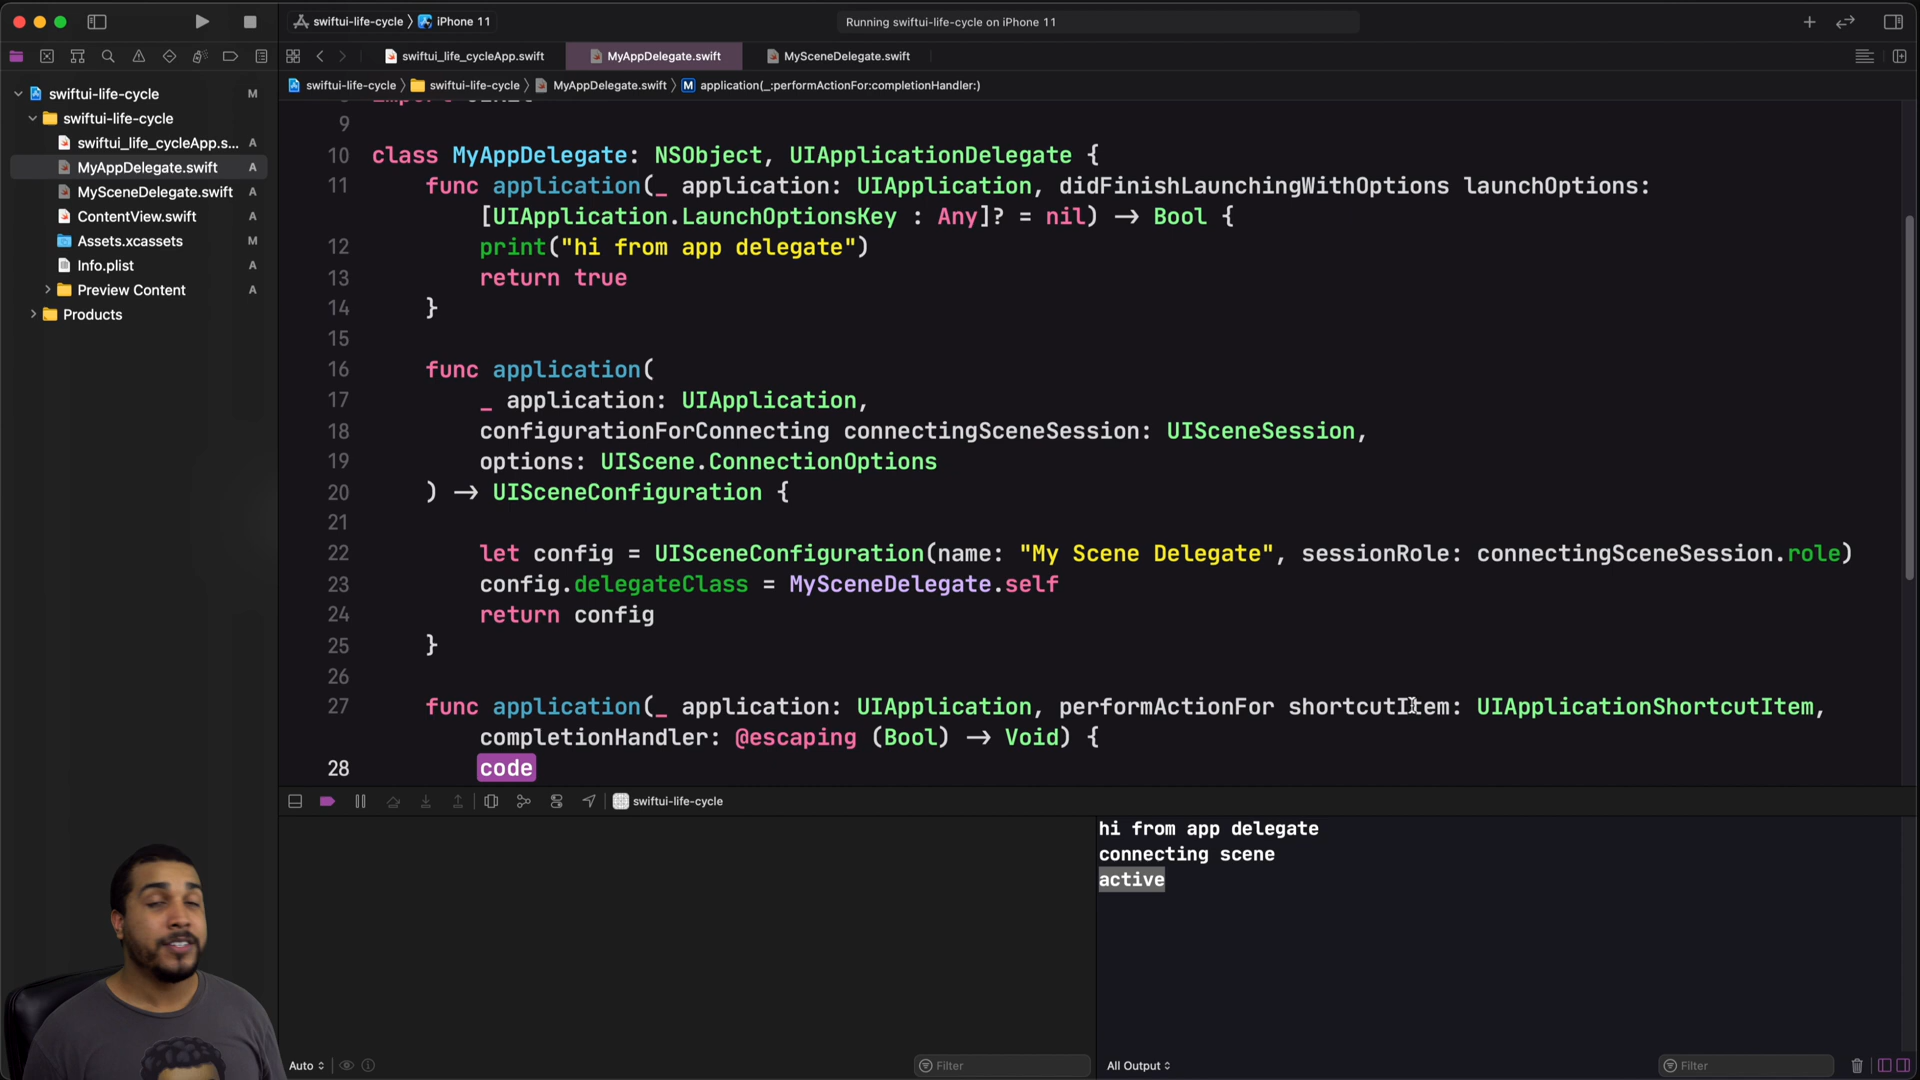 swiftui-life-cycle
iPhone 11
Running swiftui-life-cycle on iPhone 11
swiftui_life_cycleApp.swift
MyAppDelegate.swift
MySceneDelegate.swift
swiftui-life-cycle
swiftui-life-cycle
MyAppDelegate.swift
M
application(_:performActionFor:completionHandler:)
swiftui-life-cycle M
swiftui-life-cycle
swiftui_life_cycleApp.s... A
MyAppDelegate.swift A
MySceneDelegate.swift A
ContentView.swift A
Assets.xcassets M
Info.plist A
Preview Content A
Products
9
10 class MyAppDelegate: NSObject, UIApplicationDelegate {
11 func application(_ application: UIApplication, didFinishLaunchingWithOptions launchOptions:
[UIApplication.LaunchOptionsKey : Any]? = nil) -> Bool {
12 print("hi from app delegate")
13 return true
14 }
15
16 func application(
17 _ application: UIApplication,
18 configurationForConnecting connectingSceneSession: UISceneSession,
19 options: UIScene.ConnectionOptions
20 ) -> UISceneConfiguration {
21
22 let config = UISceneConfiguration(name: "My Scene Delegate", sessionRole: connectingSceneSession.role)
23 config.delegateClass = MySceneDelegate.self
24 return config
25 }
26
27 func application(_ application: UIApplication, performActionFor shortcutItem: UIApplicationShortcutItem,
completionHandler: @escaping (Bool) -> Void) {
28 code
swiftui-life-cycle
hi from app delegate
connecting scene
active
Auto
Filter
All Output
Filter